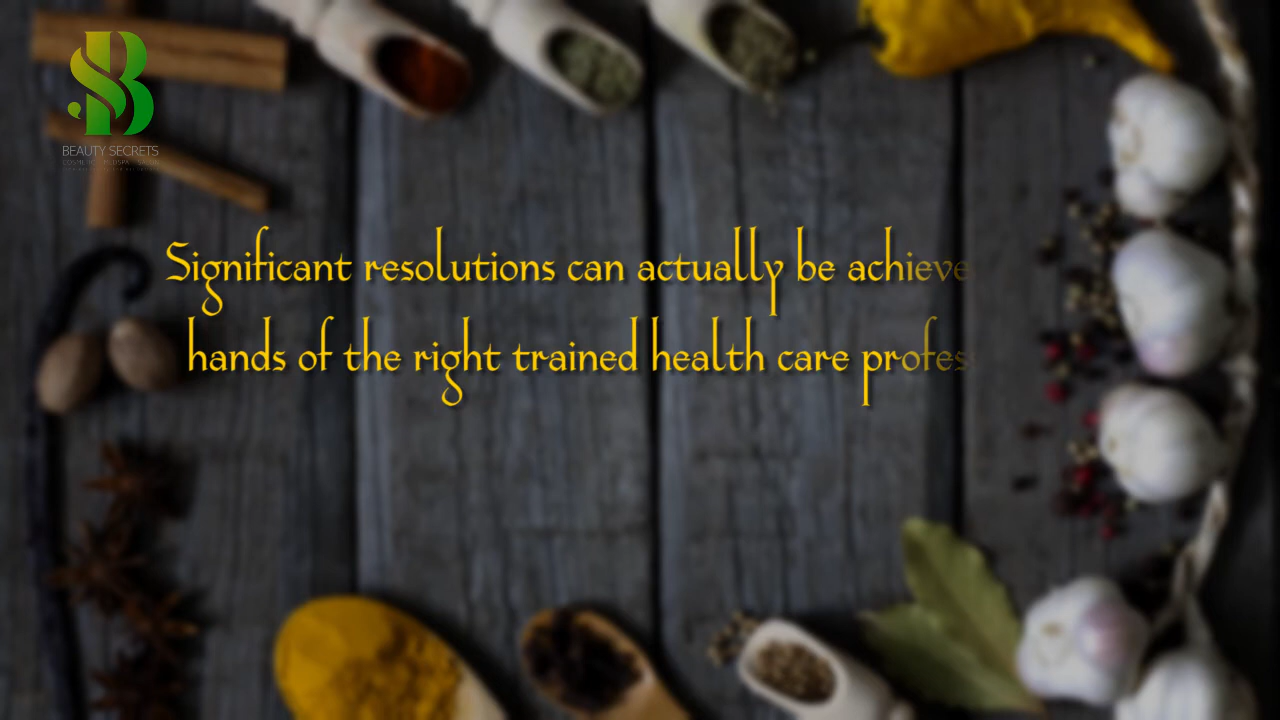 BEAUTY SECRETS
Significant resolutions can actually be achieve
hands of the right trained health care profes